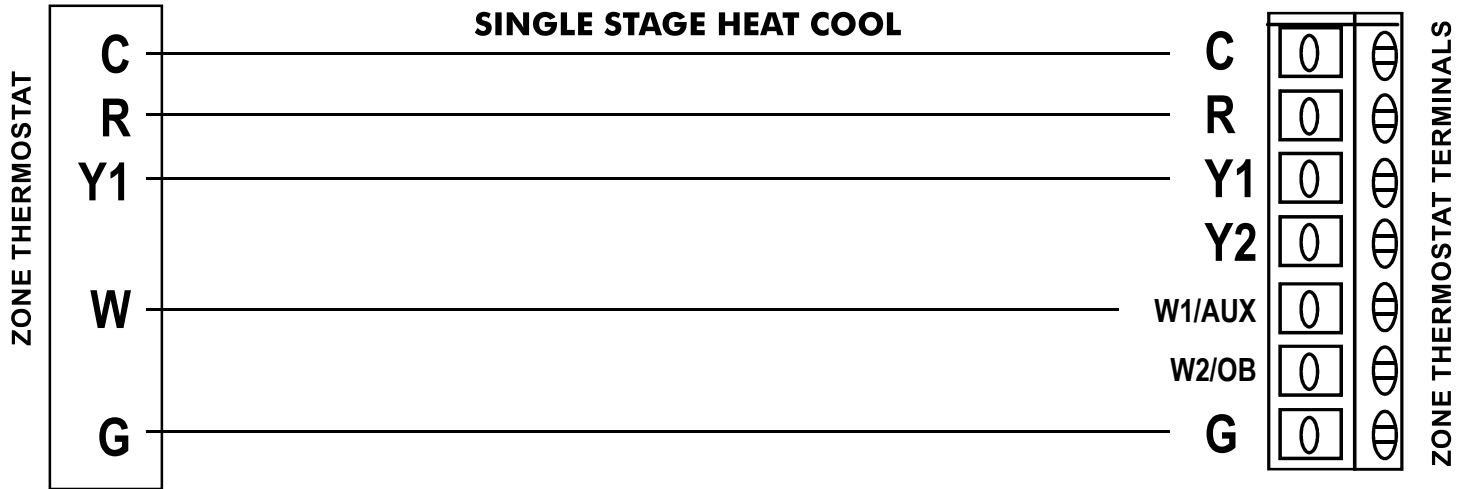 SINGLE STAGE HEAT COOL
ZONE THERMOSTAT
C
R
Y1
W
G
C
R
Y1
Y2
W1/AUX
W2/OB
G
ZONE THERMOSTAT TERMINALS